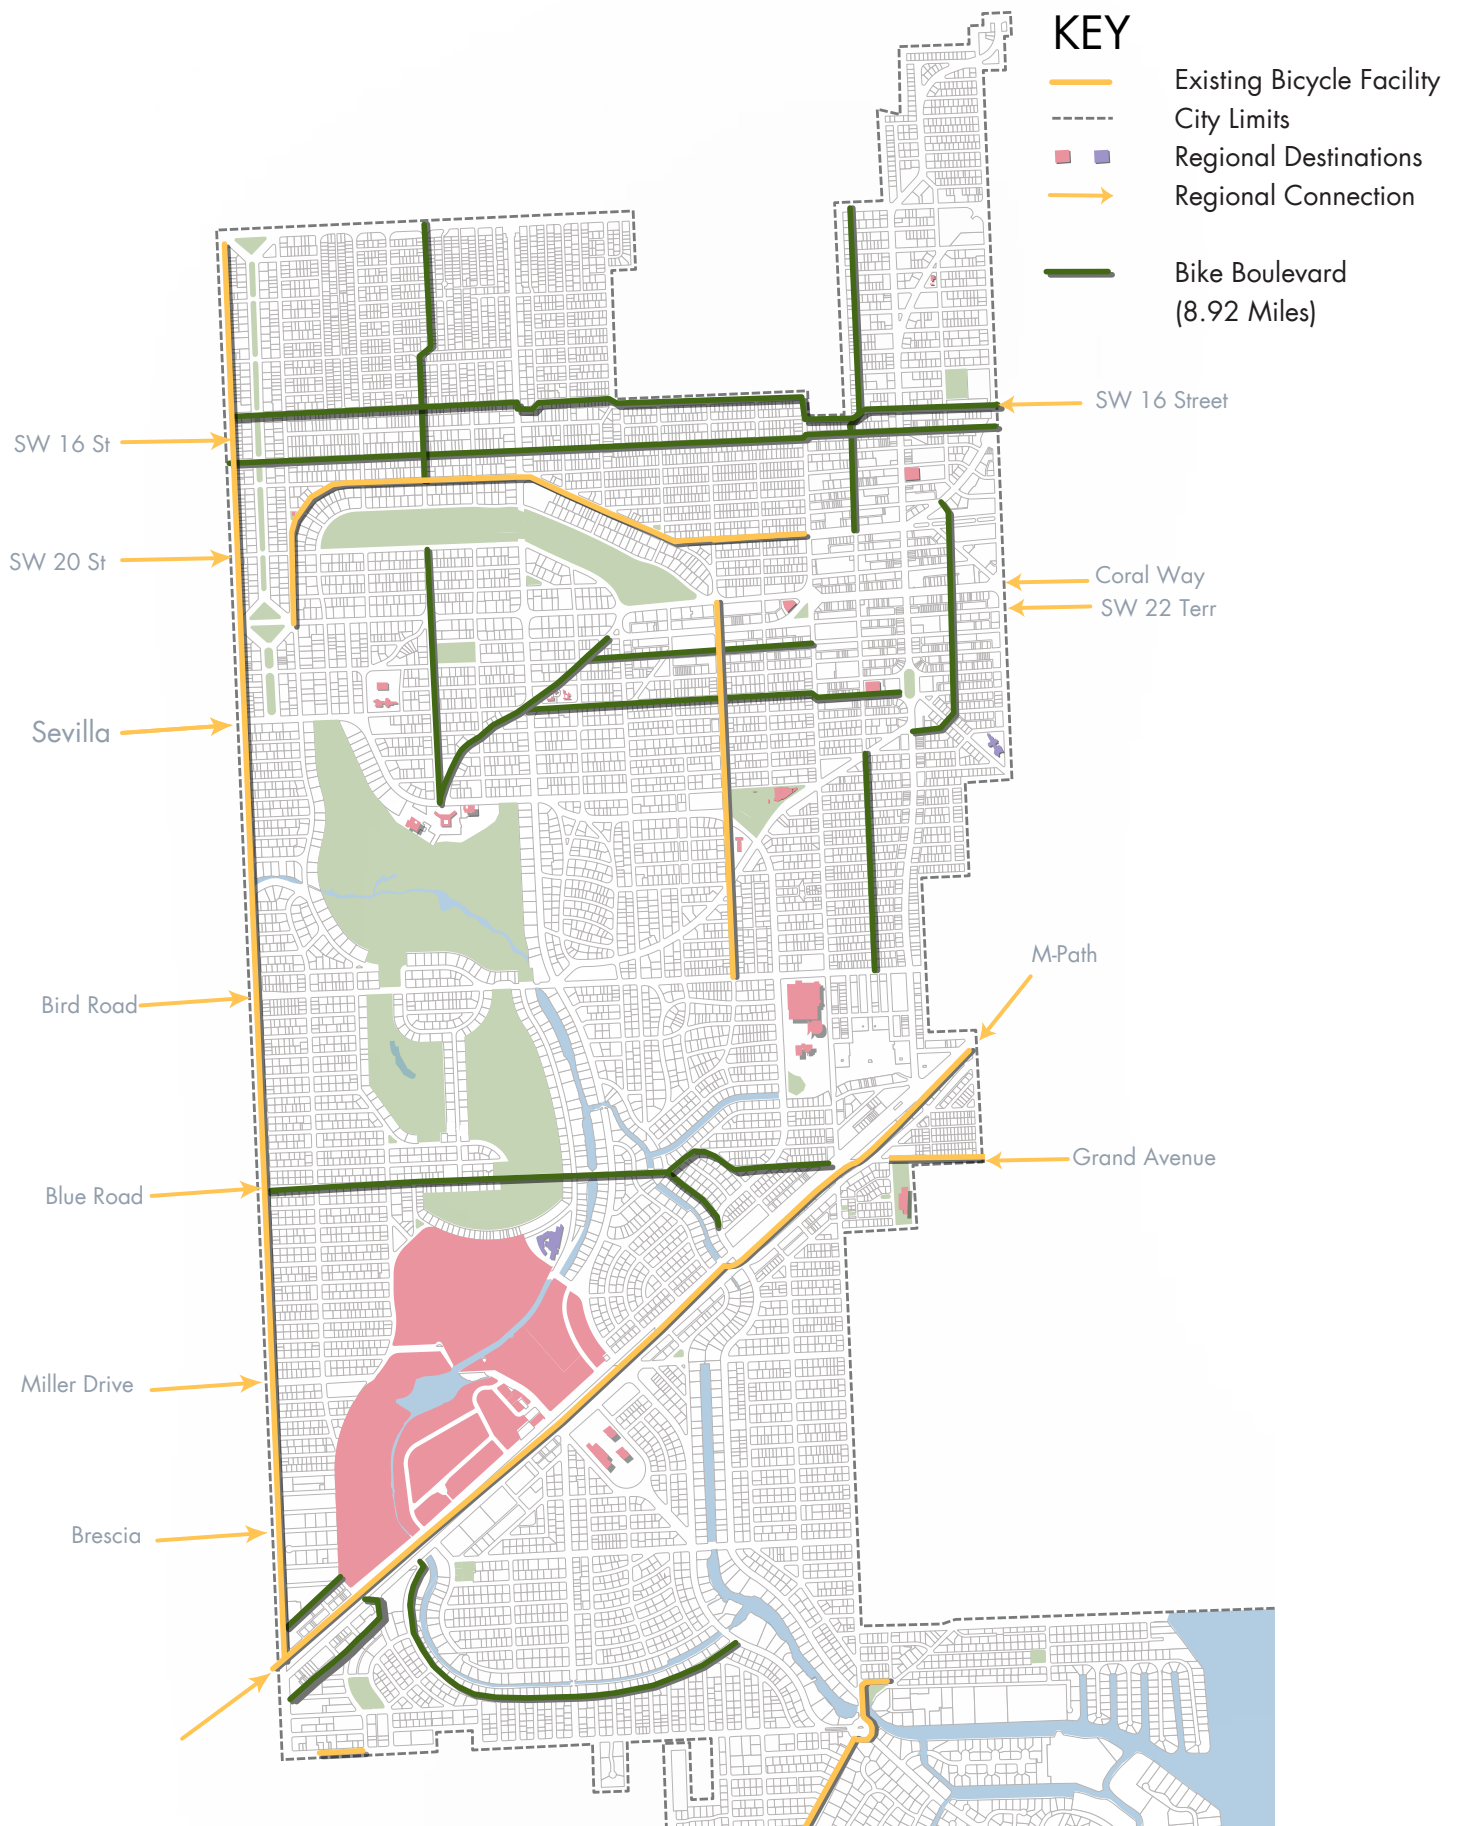 KEY
Existing Bicycle Facility
City Limits
Regional Destinations
Regional Connection
Bike Boulevard
(8.92 Miles)
SW 16 Street
SW 16 St
SW 20 St
Coral Way
SW 22 Terr
Sevilla
M-Path
Bird Road
Grand Avenue
Blue Road
Miller Drive
Brescia